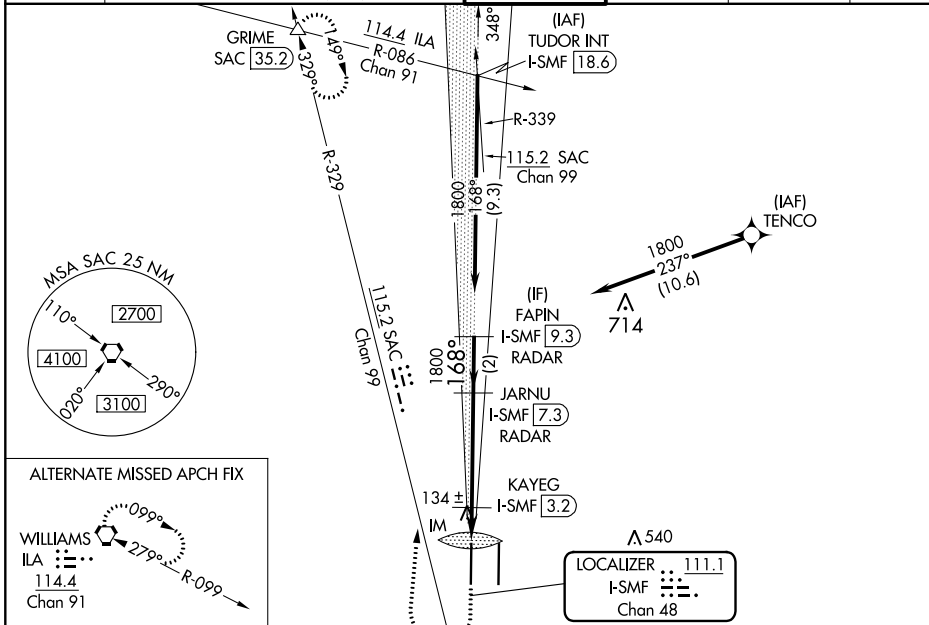 GRIME
SAC 35.2
149°
329°
114.4 ILA
R-086
Chan 91
348°
(IAF)
TUDOR INT
I-SMF 18.6
R-339
115.2 SAC
Chan 99
R-329
1800
168°
(9.3)
(IAF)
TENCO
1800
237°
(10.6)
714
MSA SAC 25 NM
110°
2700
4100
290°
020°
3100
115.2 SAC
Chan 99
(IF)
FAPIN
I-SMF 9.3
RADAR
1800
168°
(2)
JARNU
I-SMF 7.3
RADAR
KAYEG
I-SMF 3.2
134 ±
IM
540
ALTERNATE MISSED APCH FIX
WILLIAMS
ILA
114.4
Chan 91
099°
279°
R-099
LOCALIZER 111.1
I-SMF
Chan 48